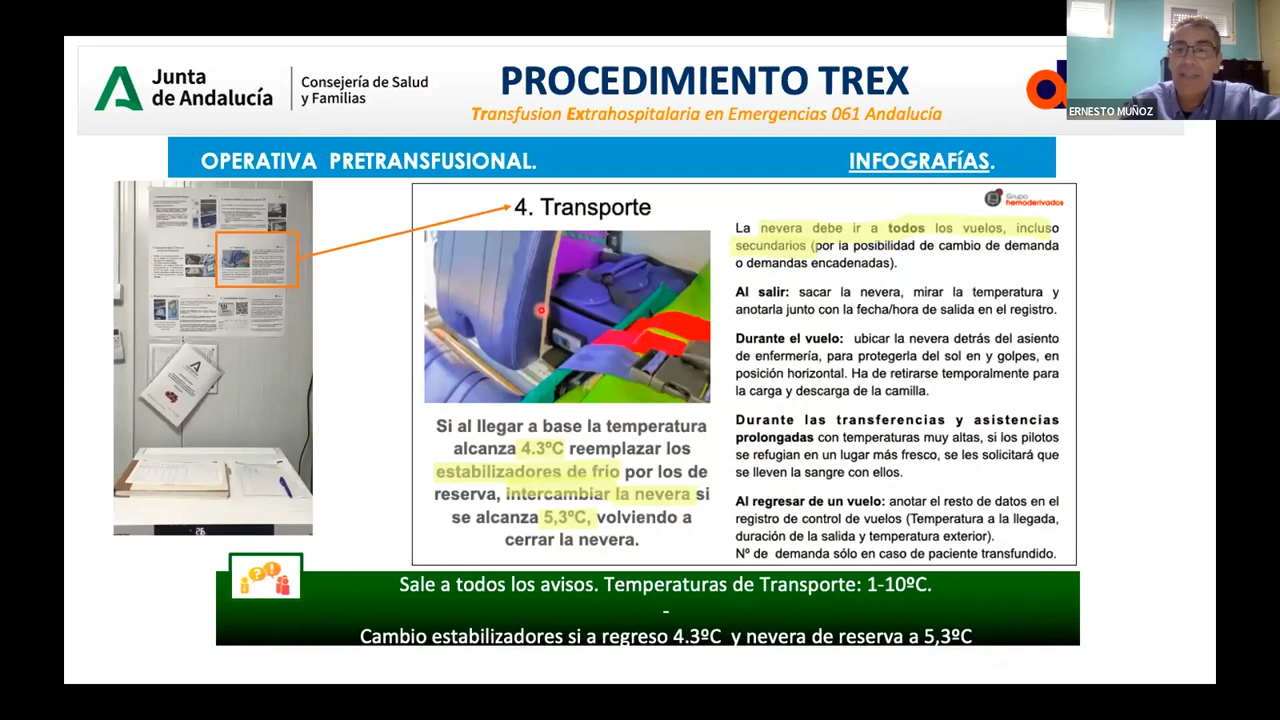 Junta
de Andalucía
Consejería de Salud
y Familias
PROCEDIMIENTO TREX
Transfusion Extrahospitalaria en Emergencias 061 Andalucía
ERNESTO MUÑOZ
OPERATIVA PRETRANSFUSIONAL.
INFOGRAFíAS.
4. Transporte
Grupo
hemoderivados
La nevera debe ir a todos los vuelos, incluso
secundarios (por la posibilidad de cambio de demanda
o demandas encadenadas).
Al salir: sacar la nevera, mirar la temperatura y
anotarla junto con la fecha/hora de salida en el registro.
Durante el vuelo: ubicar la nevera detrás del asiento
de enfermería, para protegerla del sol en y golpes, en
posición horizontal. Ha de retirarse temporalmente para
la carga y descarga de la camilla.
Durante las transferencias y asistencias
prolongadas con temperaturas muy altas, si los pilotos
se refugian en un lugar más fresco, se les solicitará que
se lleven la sangre con ellos.
Al regresar de un vuelo: anotar el resto de datos en el
registro de control de vuelos (Temperatura a la llegada,
duración de la salida y temperatura exterior).
Nº de demanda sólo en caso de paciente transfundido.
Si al llegar a base la temperatura
alcanza 4.3ºC reemplazar los
estabilizadores de frío por los de
reserva, intercambiar la nevera si
se alcanza 5,3ºC, volviendo a
cerrar la nevera.
Sale a todos los avisos. Temperaturas de Transporte: 1-10ºC.
-
Cambio estabilizadores si a regreso 4.3ºC y nevera de reserva a 5,3ºC